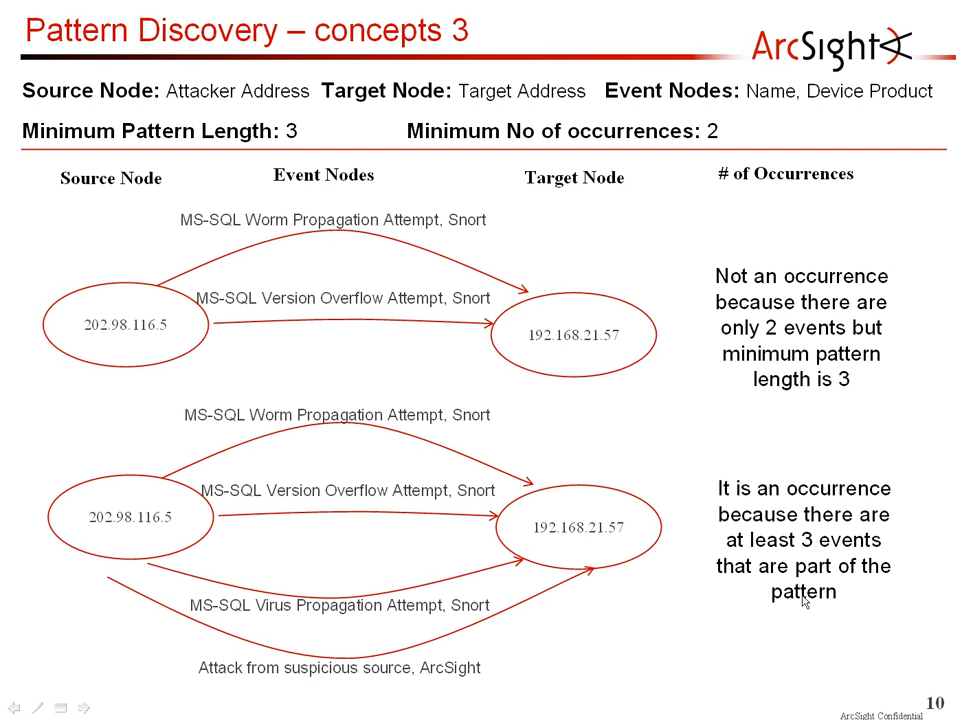 Pattern Discovery – concepts 3
ArcSight
Source Node: Attacker Address Target Node: Target Address Event Nodes: Name, Device Product
Minimum Pattern Length: 3 Minimum No of occurrences: 2
Source Node Event Nodes Target Node # of Occurrences
MS-SQL Worm Propagation Attempt, Snort
MS-SQL Version Overflow Attempt, Snort
202.98.116.5
192.168.21.57
Not an occurrence
because there are
only 2 events but
minimum pattern
length is 3
MS-SQL Worm Propagation Attempt, Snort
MS-SQL Version Overflow Attempt, Snort
202.98.116.5
192.168.21.57
MS-SQL Virus Propagation Attempt, Snort
Attack from suspicious source, ArcSight
It is an occurrence
because there are
at least 3 events
that are part of the
pattern
10
ArcSight Confidential